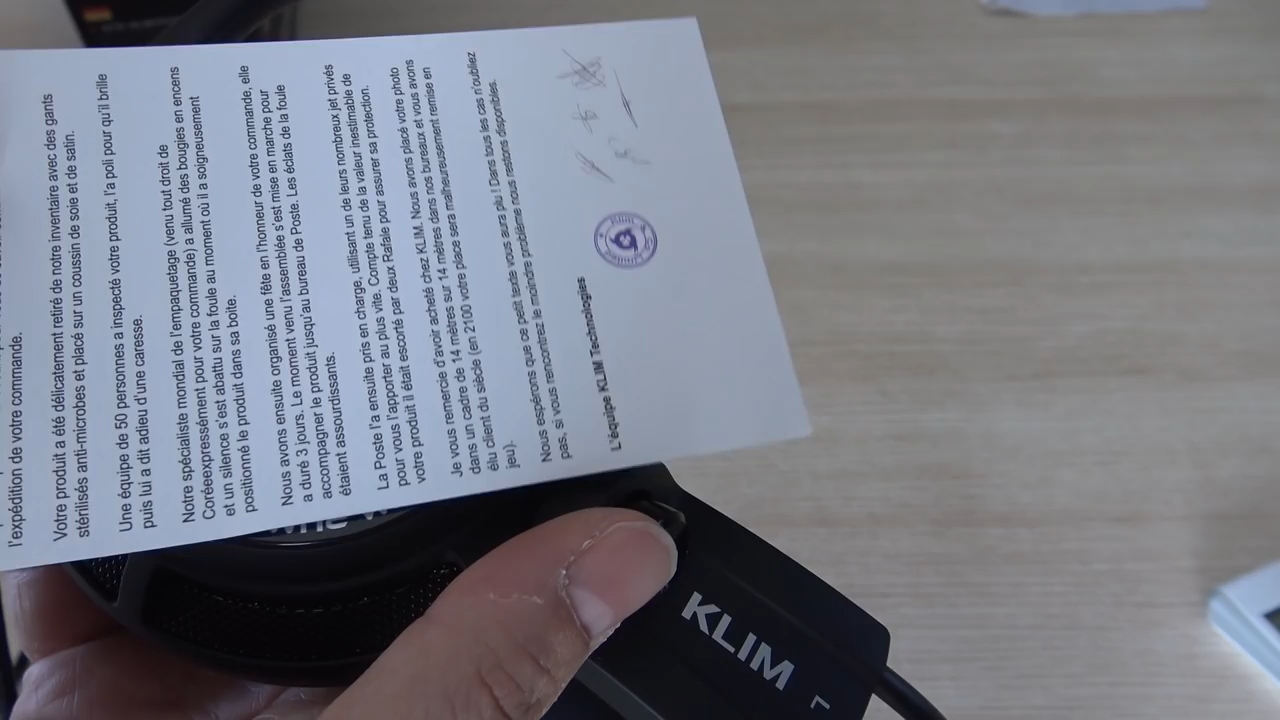 l'expédition de votre commande.
Votre produit a été délicatement retiré de notre inventaire avec des gants
stérilisés anti-microbes et placé sur un coussin de soie et de satin.
Une équipe de 50 personnes a inspecté votre produit, l'a poli pour qu'il brille
puis lui a dit adieu d'une caresse.
Notre spécialiste mondial de l'empaquetage (venu tout droit de
Coréeexpressément pour votre commande) a allumé des bougies en encens
et un silence s'est abattu sur la foule au moment où il a soigneusement
positionné le produit dans sa boite.
Nous avons ensuite organisé une fête en l'honneur de votre commande, elle
a duré 3 jours. Le moment venu l'assemblée s'est mise en marche pour
accompagner le produit jusqu'au bureau de Poste. Les éclats de la foule
étaient assourdissants.
La Poste l'a ensuite pris en charge, utilisant un de leurs nombreux jet privés
pour vous l'apporter au plus vite. Compte tenu de la valeur inestimable de
votre produit il était escorté par deux Rafale pour assurer sa protection.
Je vous remercie d'avoir acheté chez KLIM. Nous avons placé votre photo
dans un cadre de 14 mètres sur 14 mètres dans nos bureaux et vous avons
élu client du siècle (en 2100 votre place sera malheureusement remise en
jeu).
Nous espérons que ce petit texte vous aura plu ! Dans tous les cas n'oubliez
pas, si vous rencontrez le moindre problème nous restons disponibles.
L'équipe KLIM Technologies
KLIM